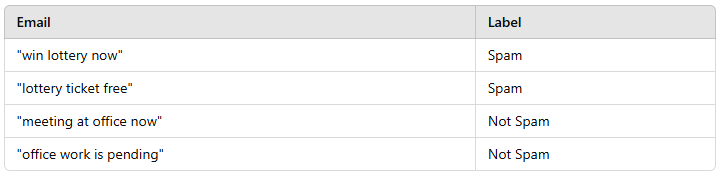 Email Label
"win lottery now" Spam
"lottery ticket free" Spam
"meeting at office now" Not Spam
"office work is pending" Not Spam